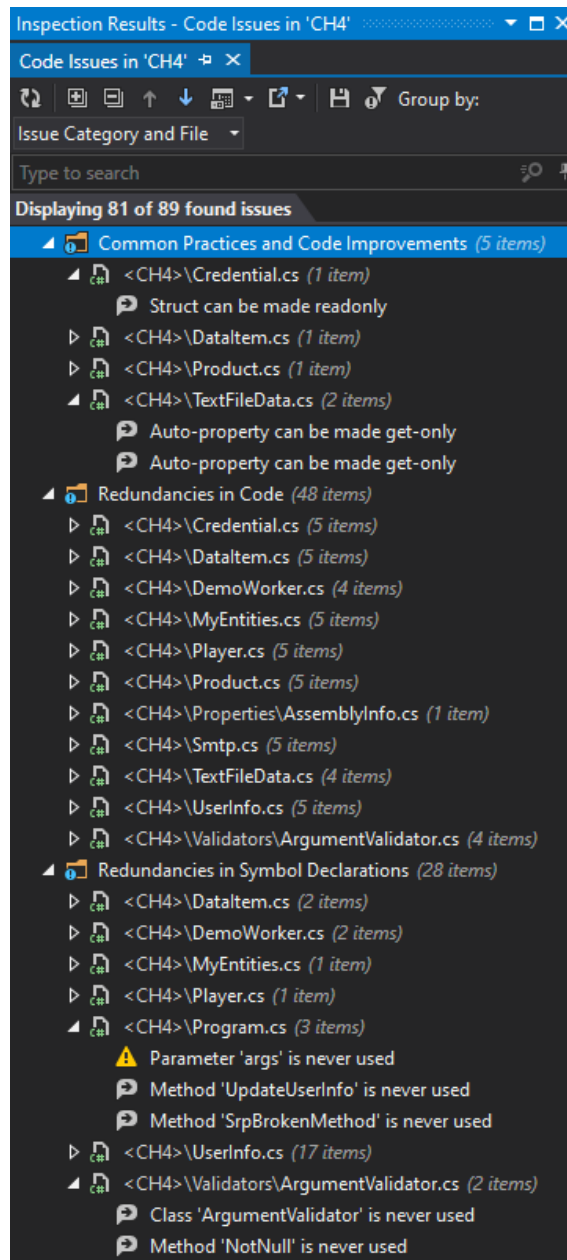 Inspection Results - Code Issues in 'CH4'
Code Issues in 'CH4'
Group by:
Issue Category and File
Type to search
Displaying 81 of 89 found issues
Common Practices and Code Improvements (5 items)
C# <CH4>\Credential.cs (1 item)
Struct can be made readonly
C# <CH4>\DataItem.cs (1 item)
C# <CH4>\Product.cs (1 item)
C# <CH4>\TextFileData.cs (2 items)
Auto-property can be made get-only
Auto-property can be made get-only
Redundancies in Code (48 items)
C# <CH4>\Credential.cs (5 items)
C# <CH4>\DataItem.cs (5 items)
C# <CH4>\DemoWorker.cs (4 items)
C# <CH4>\MyEntities.cs (5 items)
C# <CH4>\Player.cs (5 items)
C# <CH4>\Product.cs (5 items)
C# <CH4>\Properties\AssemblyInfo.cs (1 item)
C# <CH4>\Smtp.cs (5 items)
C# <CH4>\TextFileData.cs (4 items)
C# <CH4>\UserInfo.cs (5 items)
C# <CH4>\Validators\ArgumentValidator.cs (4 items)
Redundancies in Symbol Declarations (28 items)
C# <CH4>\DataItem.cs (2 items)
C# <CH4>\DemoWorker.cs (2 items)
C# <CH4>\MyEntities.cs (1 item)
C# <CH4>\Player.cs (1 item)
C# <CH4>\Program.cs (3 items)
Parameter 'args' is never used
Method 'UpdateUserInfo' is never used
Method 'SrpBrokenMethod' is never used
C# <CH4>\UserInfo.cs (17 items)
C# <CH4>\Validators\ArgumentValidator.cs (2 items)
Class 'ArgumentValidator' is never used
Method 'NotNull' is never used